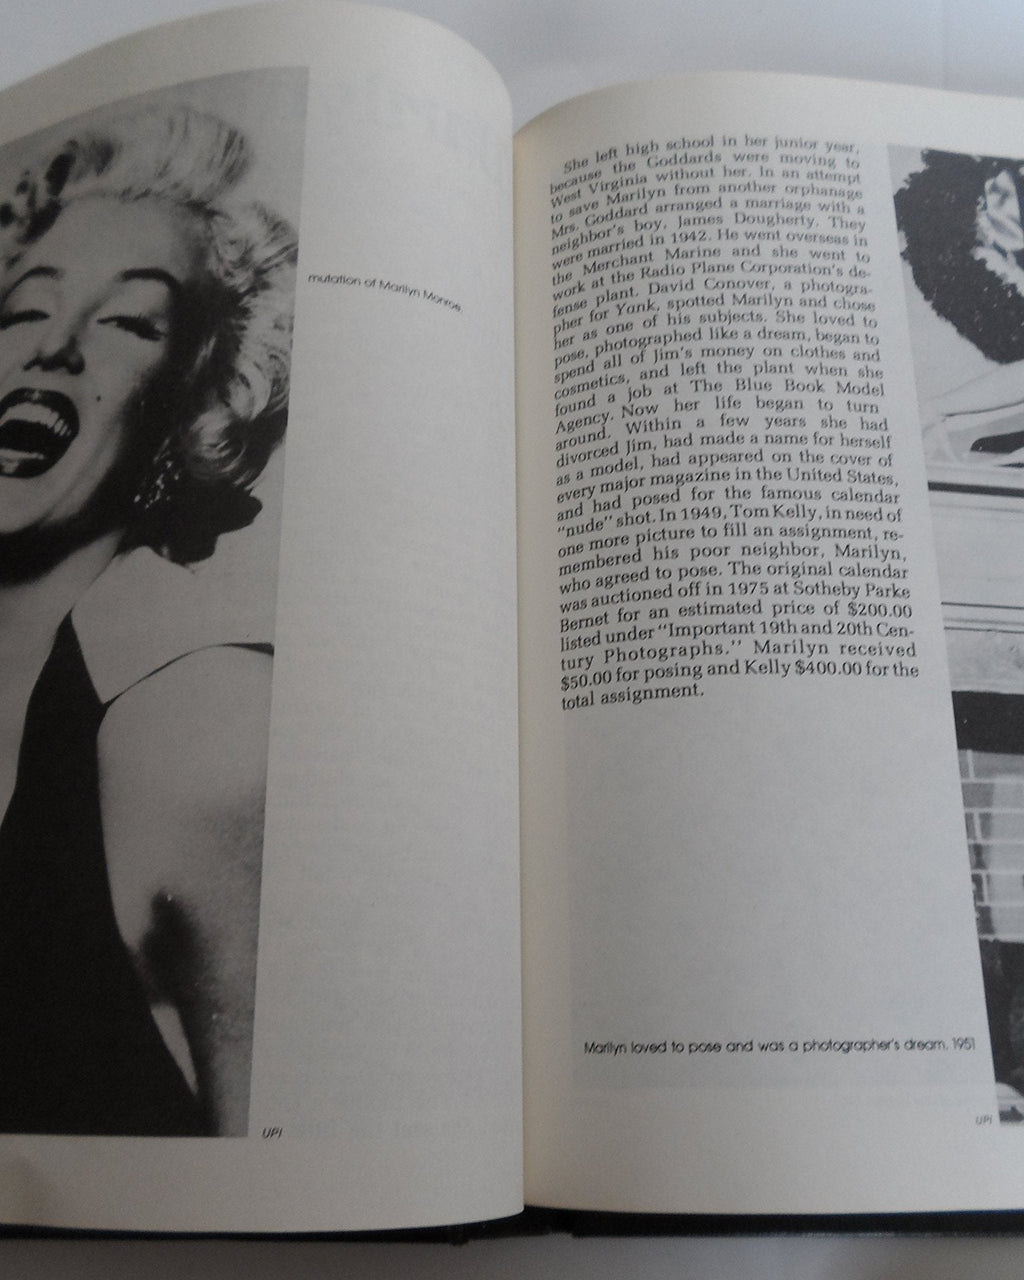 mutation of Marilyn Monroe.
UPI
She left high school in her junior year,
because the Goddards were moving to
West Virginia without her. In an attempt
to save Marilyn from another orphanage
Mrs. Goddard arranged a marriage with a
neighbor's boy, James Dougherty. They
were married in 1942. He went overseas in
the Merchant Marine and she went to
work at the Radio Plane Corporation's de-
fense plant. David Conover, a photogra-
pher for Yank, spotted Marilyn and chose
her as one of his subjects. She loved to
pose, photographed like a dream, began to
spend all of Jim's money on clothes and
cosmetics, and left the plant when she
found a job at The Blue Book Model
Agency. Now her life began to turn
around. Within a few years she had
divorced Jim, had made a name for herself
as a model, had appeared on the cover of
every major magazine in the United States,
and had posed for the famous calendar
"nude" shot. In 1949, Tom Kelly, in need of
one more picture to fill an assignment, re-
membered his poor neighbor, Marilyn,
who agreed to pose. The original calendar
was auctioned off in 1975 at Sotheby Parke
Bernet for an estimated price of $200.00
listed under "Important 19th and 20th Cen-
tury Photographs." Marilyn received
$50.00 for posing and Kelly $400.00 for the
total assignment.
Marilyn loved to pose and was a photographer's dream. 1951
UPI